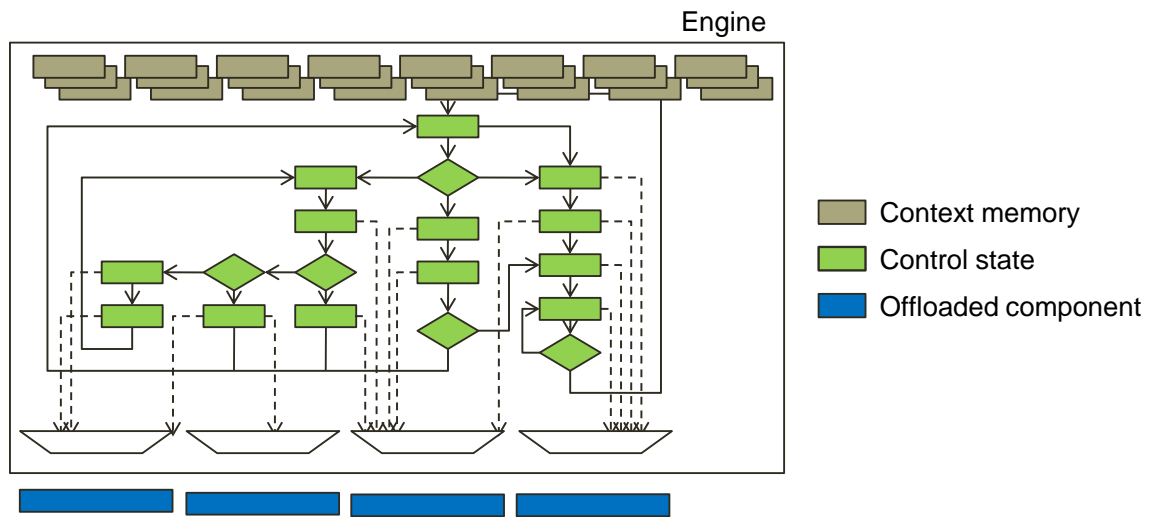 Engine
Context memory
Control state
Offloaded component